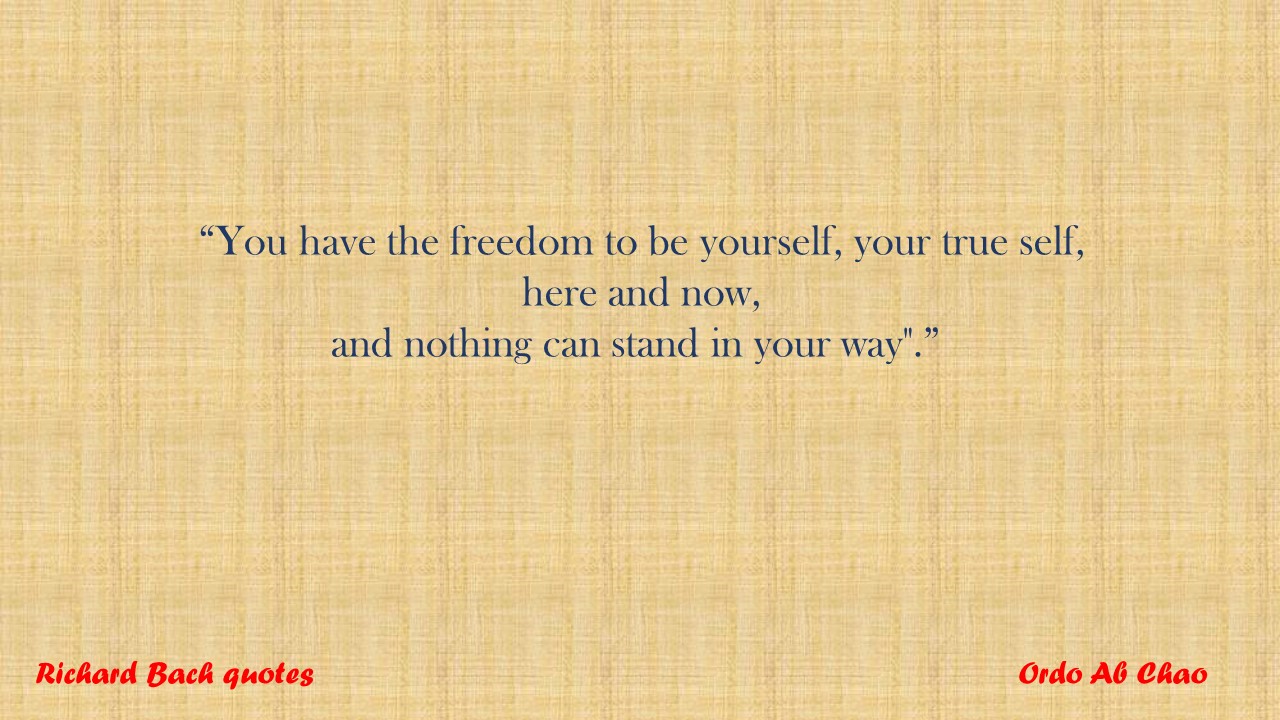 “You have the freedom to be yourself, your true self,
here and now,
and nothing can stand in your way".”
Richard Bach quotes
Ordo Ab Chao